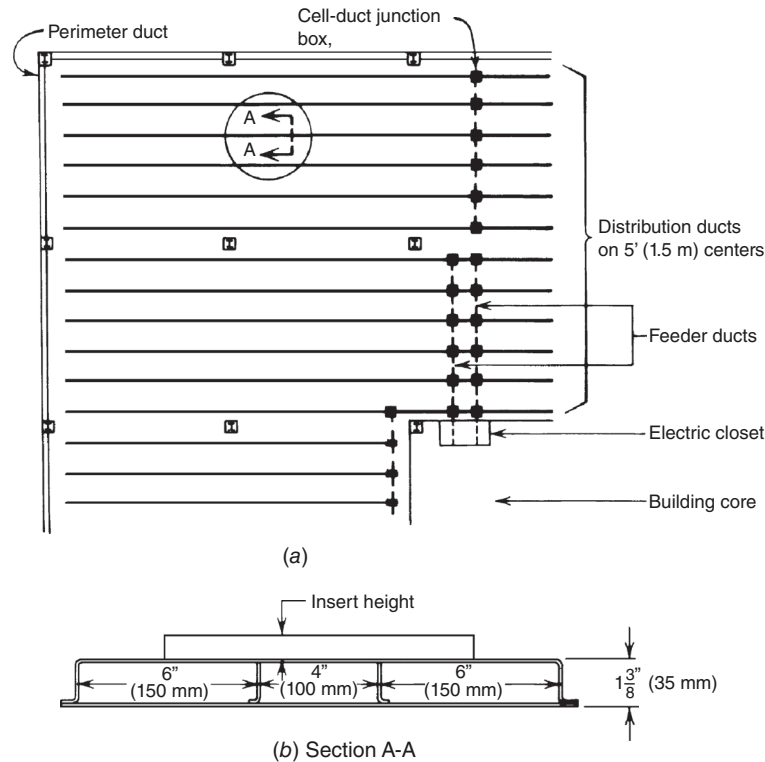 Perimeter duct
Cell-duct junction
box,
A
A
Distribution ducts
on 5' (1.5 m) centers
Feeder ducts
Electric closet
Building core
(a)
Insert height
6”
(150 mm)
4”
(100 mm)
6”
(150 mm)
1 3/8 (35 mm)
(b) Section A-A